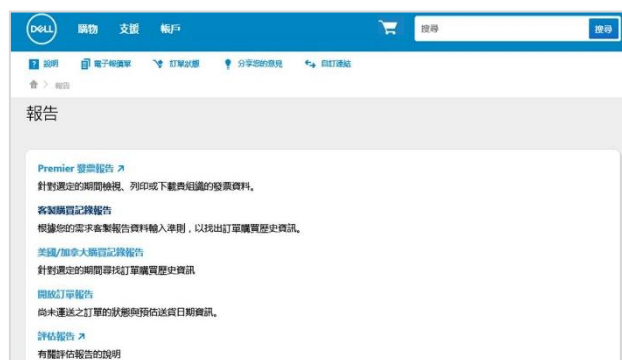 DELL 購物 支援 帳戶 搜尋 搜尋
? 說明 電子報價單 訂單狀態 分享您的意見 自訂連結
> 報告
報告
Premier 發票報告
針對選定的期間檢視、列印或下載貴組織的發票資料。
客製購買記錄報告
根據您的需求客製報告資料輸入準則，以找出訂單購買歷史資訊。
美國/加拿大購買記錄報告
針對選定的期間尋找訂單購買歷史資訊
開放訂單報告
尚未運送之訂單的狀態與預估送貨日期資訊。
評估報告
有關評估報告的說明